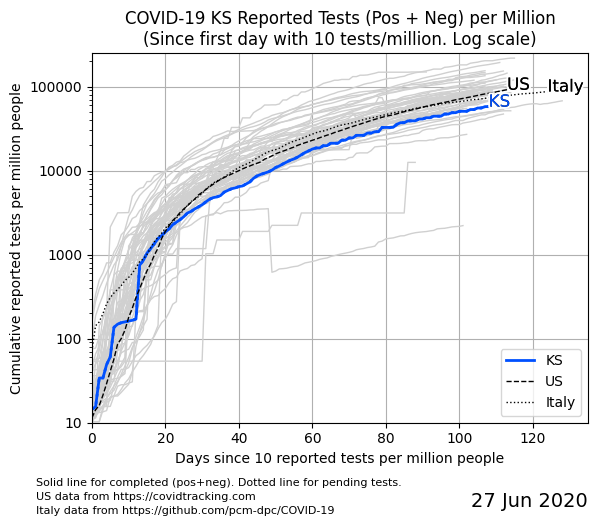 COVID-19 KS Reported Tests (Pos + Neg) per Million
(Since first day with 10 tests/million. Log scale)
Cumulative reported tests per million people
100000
10000
1000
100
10
US
Italy
KS
KS
US
Italy
0 20 40 60 80 100 120
Days since 10 reported tests per million people
Solid line for completed (pos+neg). Dotted line for pending tests.
US data from https://covidtracking.com
Italy data from https://github.com/pcm-dpc/COVID-19
27 Jun 2020